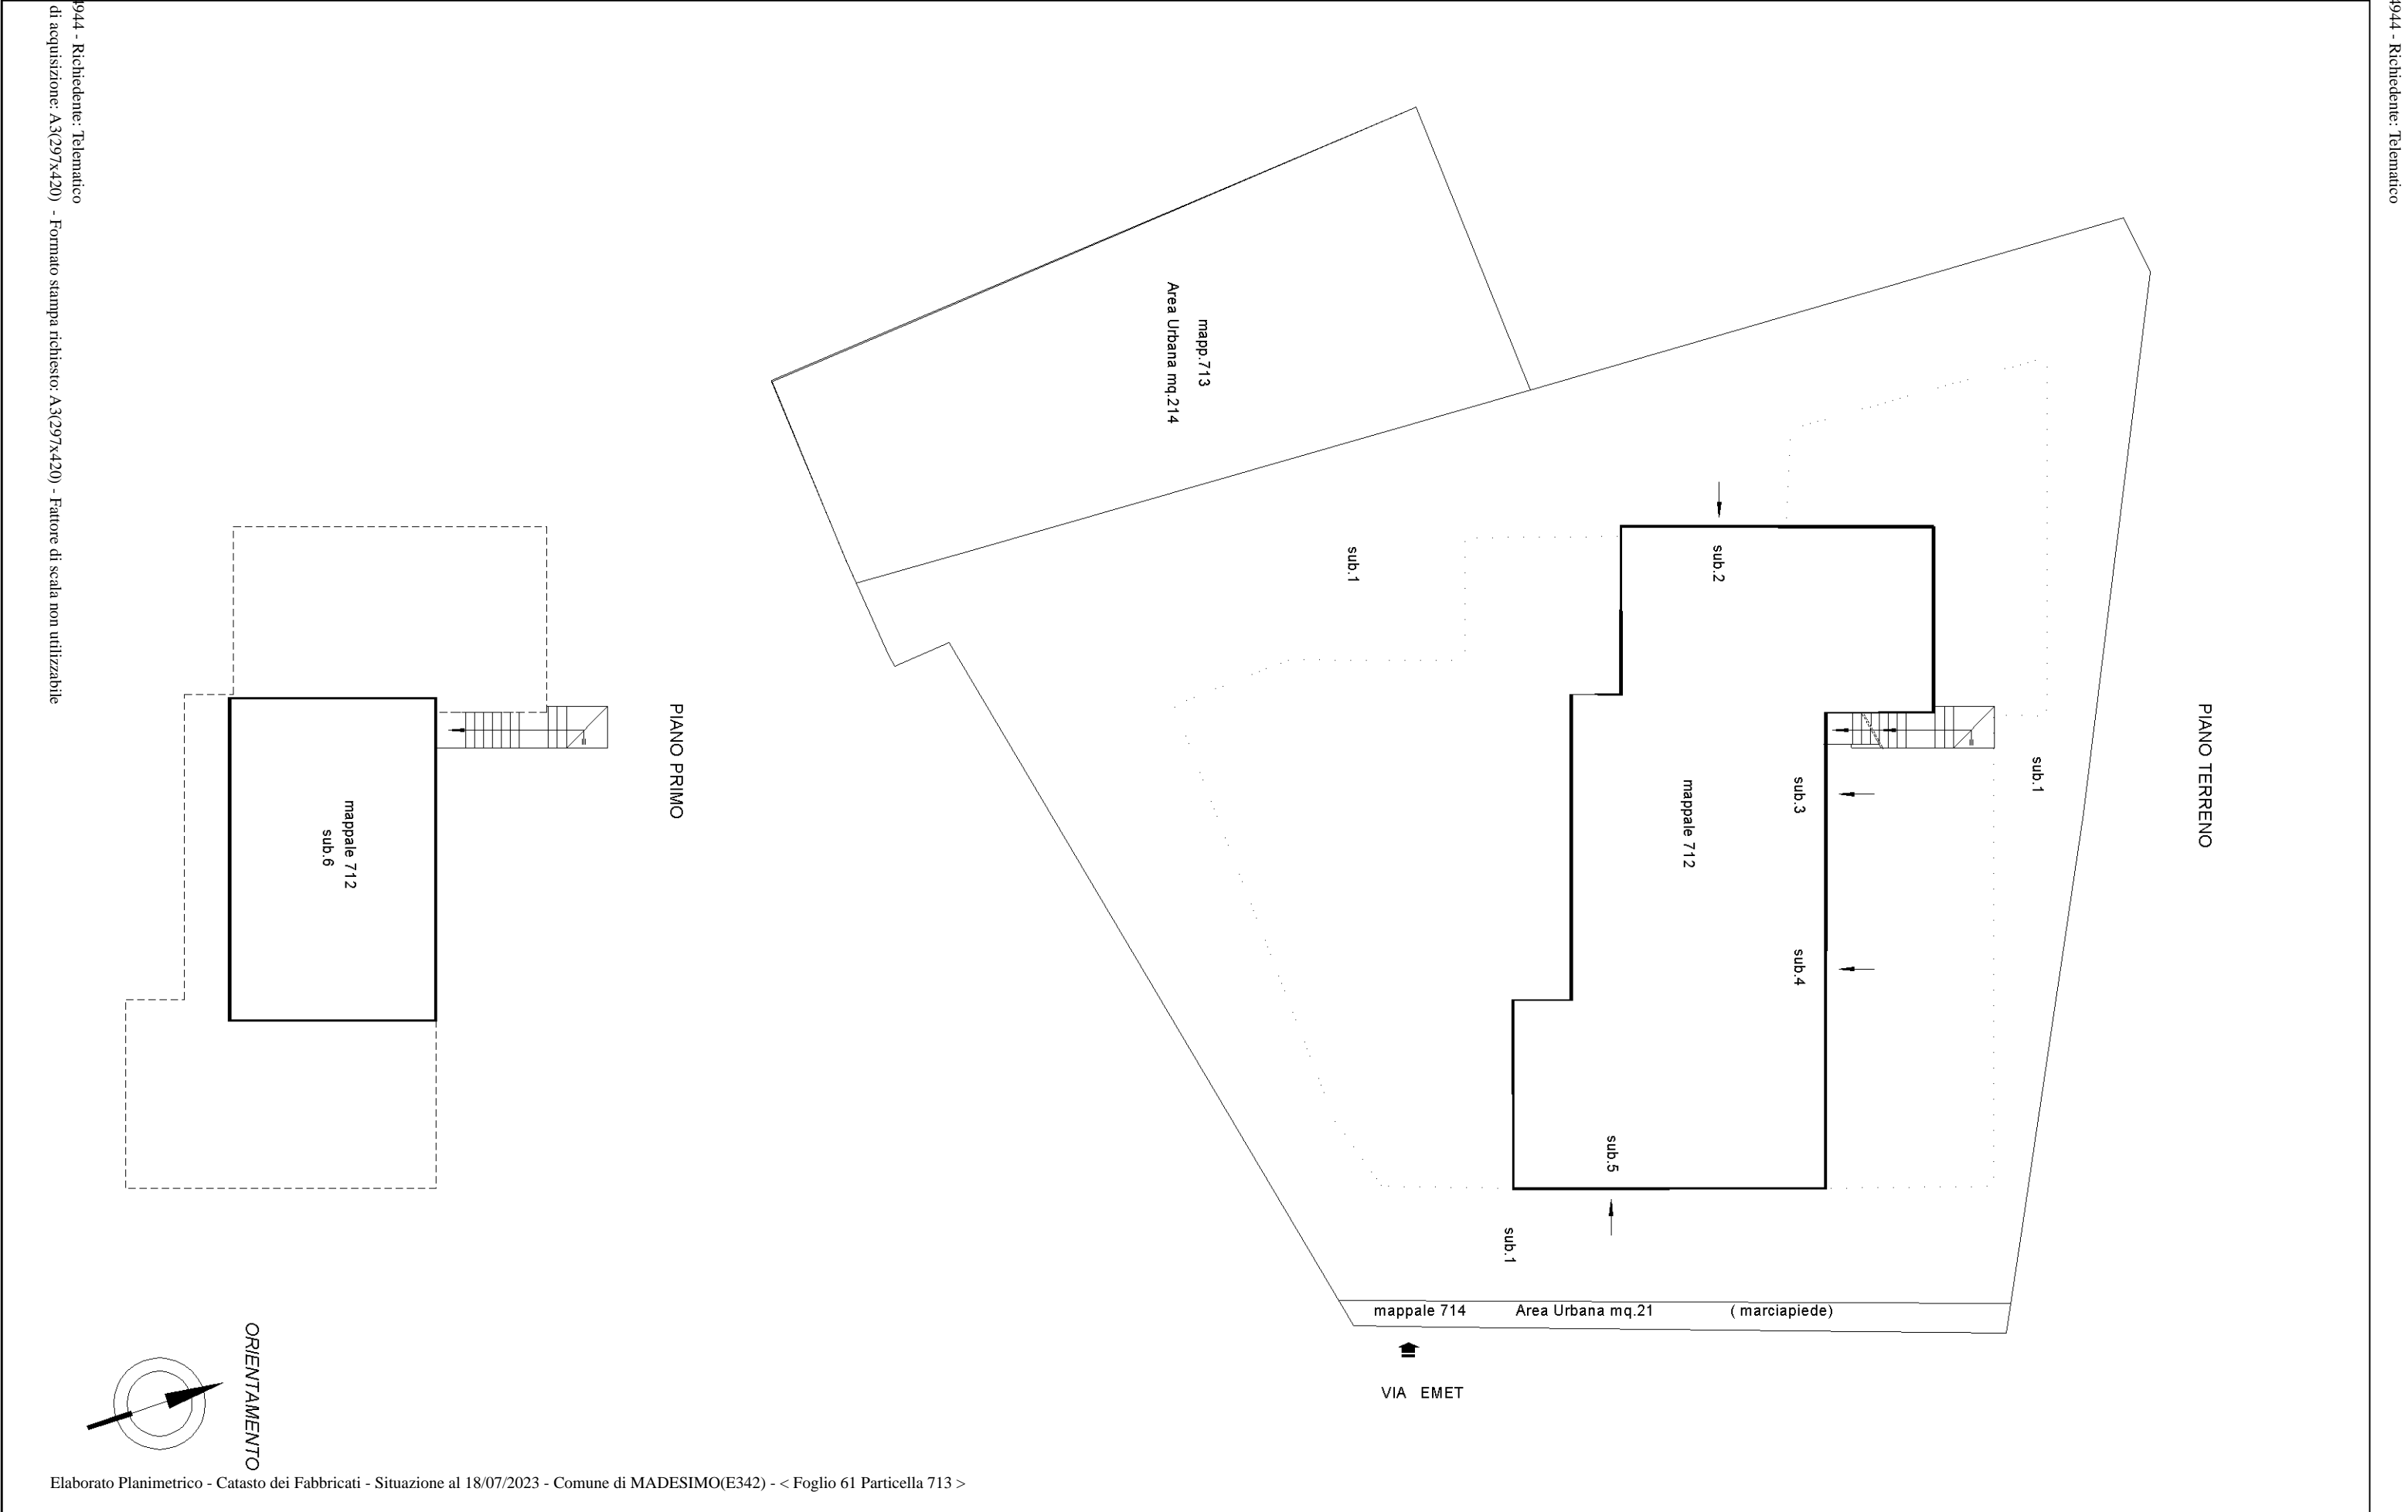 4944 - Richiedente: Telematico
PIANO TERRENO
sub.1
sub.3
sub.4
sub.2
mappale 712
sub.5
sub.1
sub.1
mapp.713
Area Urbana mq.214
mappale 714 Area Urbana mq.21 ( marciapiede)
VIA EMET
PIANO PRIMO
mappale 712
sub.6
ORIENTAMENTO
4944 - Richiedente: Telematico
di acquisizione: A3(297x420) - Formato stampa richiesto: A3(297x420) - Fattore di scala non utilizzabile
Elaborato Planimetrico - Catasto dei Fabbricati - Situazione al 18/07/2023 - Comune di MADESIMO(E342) - < Foglio 61 Particella 713 >